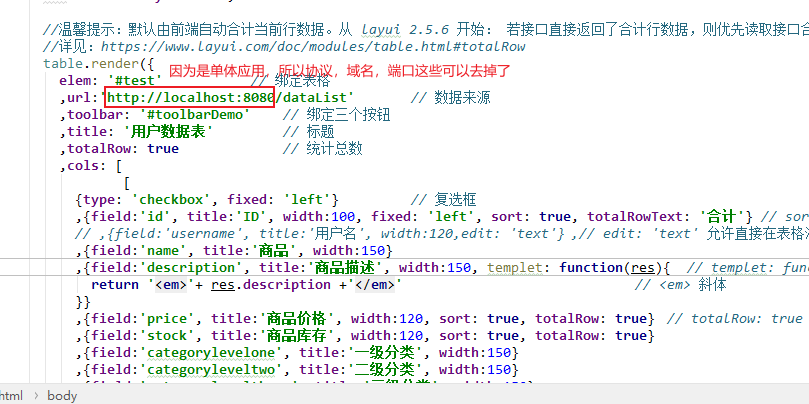 //温馨提示：默认由前端自动合计当前行数据。从 layui 2.5.6 开始： 若接口直接返回了合计行数据，则优先读取接口合
//详见：https://www.layui.com/doc/modules/table.html#totalRow
table.render({
因为是单体应用，所以协议，域名，端口这些可以去掉了
elem: '#test' // 绑定表格
,url:'http://localhost:8080/dataList' // 数据来源
,toolbar: '#toolbarDemo' // 绑定三个按钮
,title: '用户数据表' // 标题
,totalRow: true // 统计总数
,cols: [
[
{type: 'checkbox', fixed: 'left'} // 复选框
,{field:'id', title:'ID', width:100, fixed: 'left', sort: true, totalRowText: '合计'} // sor
// ,{field:'username', title:'用户名', width:120,edit: 'text'} ,// edit: 'text' 允许直接在表格
,{field:'name', title:'商品', width:150}
,{field:'description', title:'商品描述', width:150, templet: function(res){ // templet: fun
return '<em>'+ res.description +'</em>' // <em> 斜体
}}
,{field:'price', title:'商品价格', width:120, sort: true, totalRow: true} // totalRow: true
,{field:'stock', title:'商品库存', width:120, sort: true, totalRow: true}
,{field:'categorylevelone', title:'一级分类', width:150}
,{field:'categoryleveltwo', title:'二级分类', width:150}
html › body